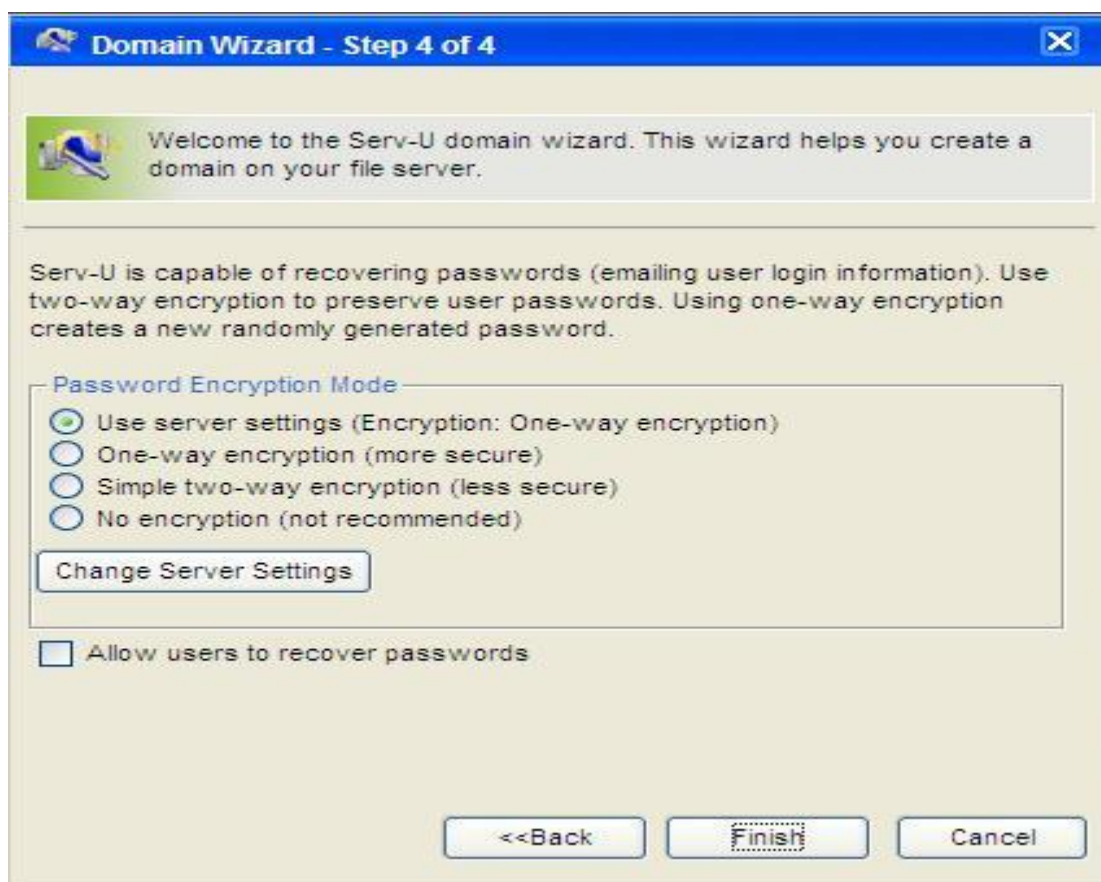 Domain Wizard - Step 4 of 4
Welcome to the Serv-U domain wizard. This wizard helps you create a
domain on your file server.
Serv-U is capable of recovering passwords (emailing user login information). Use
two-way encryption to preserve user passwords. Using one-way encryption
creates a new randomly generated password.
Password Encryption Mode
Use server settings (Encryption: One-way encryption)
One-way encryption (more secure)
Simple two-way encryption (less secure)
No encryption (not recommended)
Change Server Settings
Allow users to recover passwords
<<Back Finish Cancel